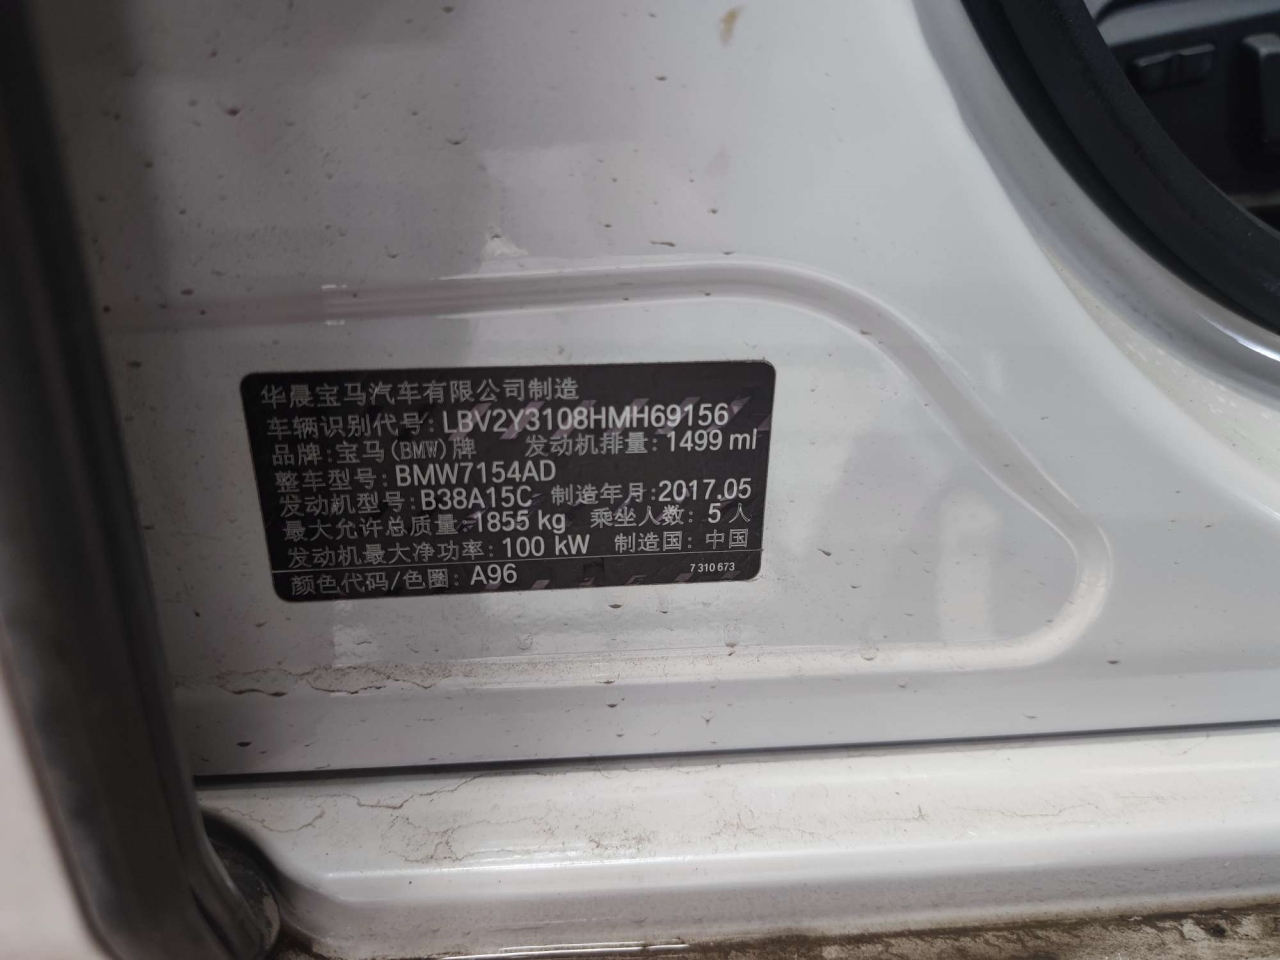 华晨宝马汽车有限公司制造
车辆识别代号: LBV2Y3108HMH69156
品牌: 宝马(BMW)牌 发动机排量: 1499 ml
整车型号: BMW7154AD
发动机型号: B38A15C 制造年月: 2017.05
最大允许总质量: 1855 kg 乘坐人数: 5 人
发动机最大净功率: 100 kW 制造国: 中国
颜色代码/色圈: A96 7 310 673